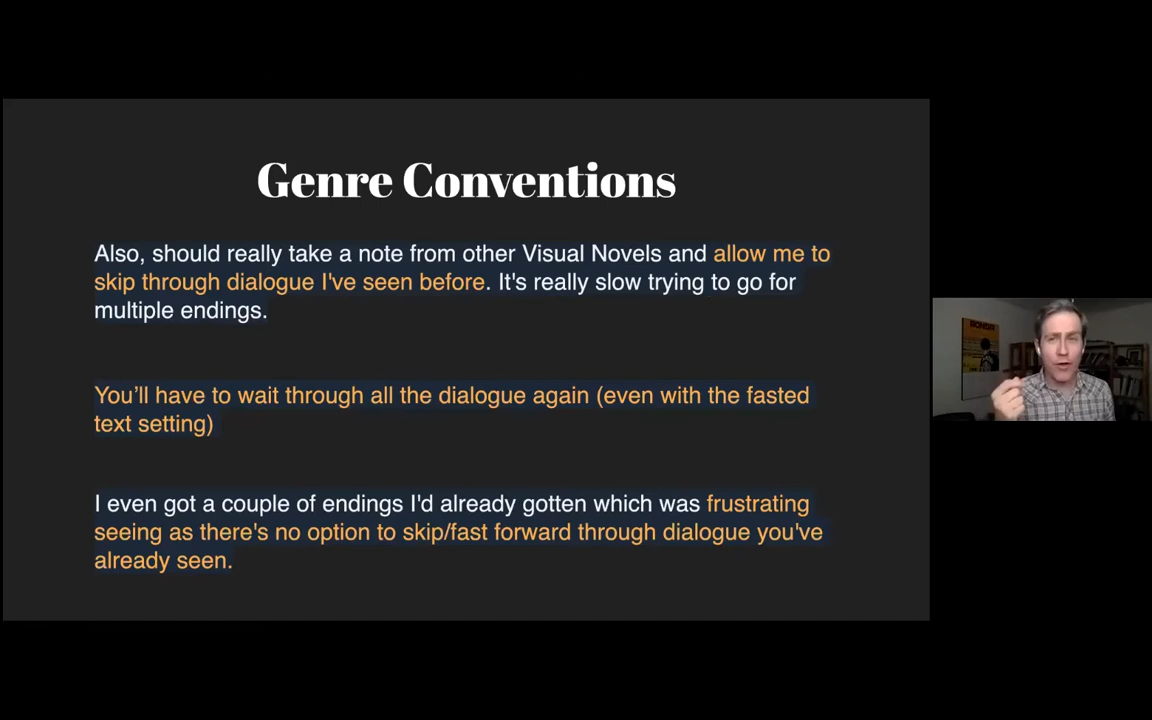 Genre Conventions
Also, should really take a note from other Visual Novels and allow me to
skip through dialogue I've seen before. It's really slow trying to go for
multiple endings.
You’ll have to wait through all the dialogue again (even with the fasted
text setting)
I even got a couple of endings I'd already gotten which was frustrating
seeing as there's no option to skip/fast forward through dialogue you've
already seen.